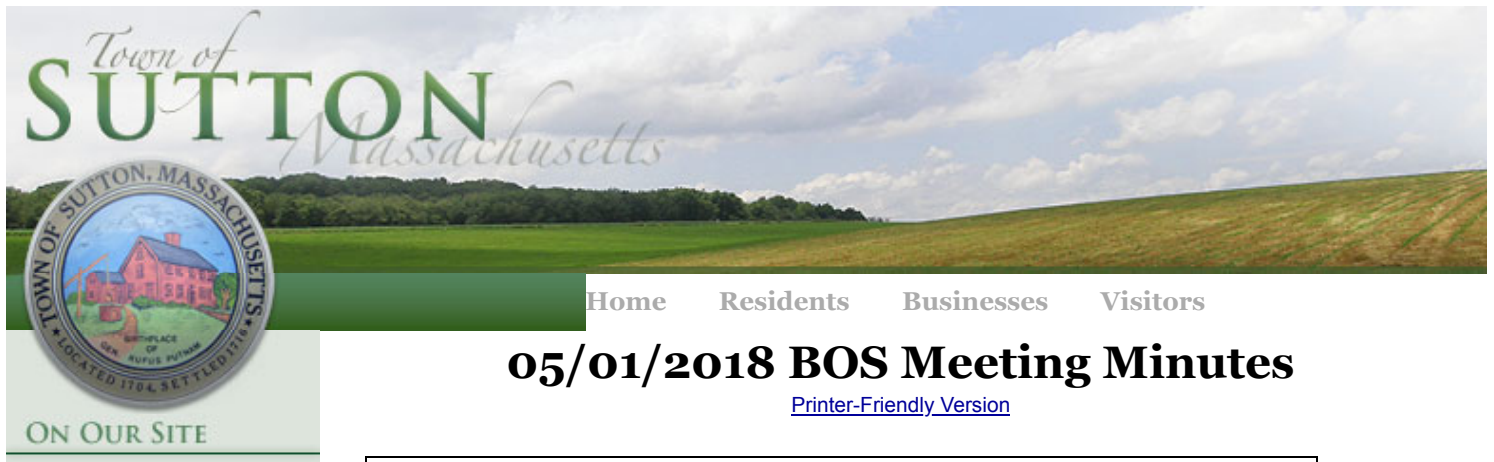 Town of
SUTTON
Massachusetts
TOWN OF SUTTON, MASSACHUSETTS
BIRTHPLACE
OF
GEN. RUFUS PUTNAM
LOCATED 1704, SETTLED 1716
Home Residents Businesses Visitors
05/01/2018 BOS Meeting Minutes
Printer-Friendly Version
ON OUR SITE